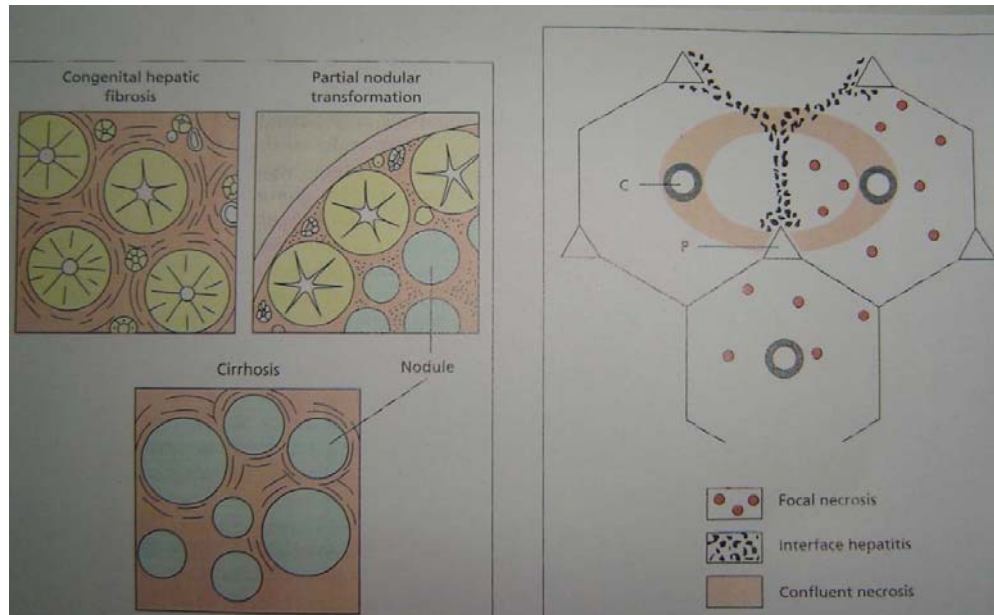 Congenital hepatic
fibrosis
Partial nodular
transformation
Cirrhosis
Nodule
C
P
Focal necrosis
Interface hepatitis
Confluent necrosis